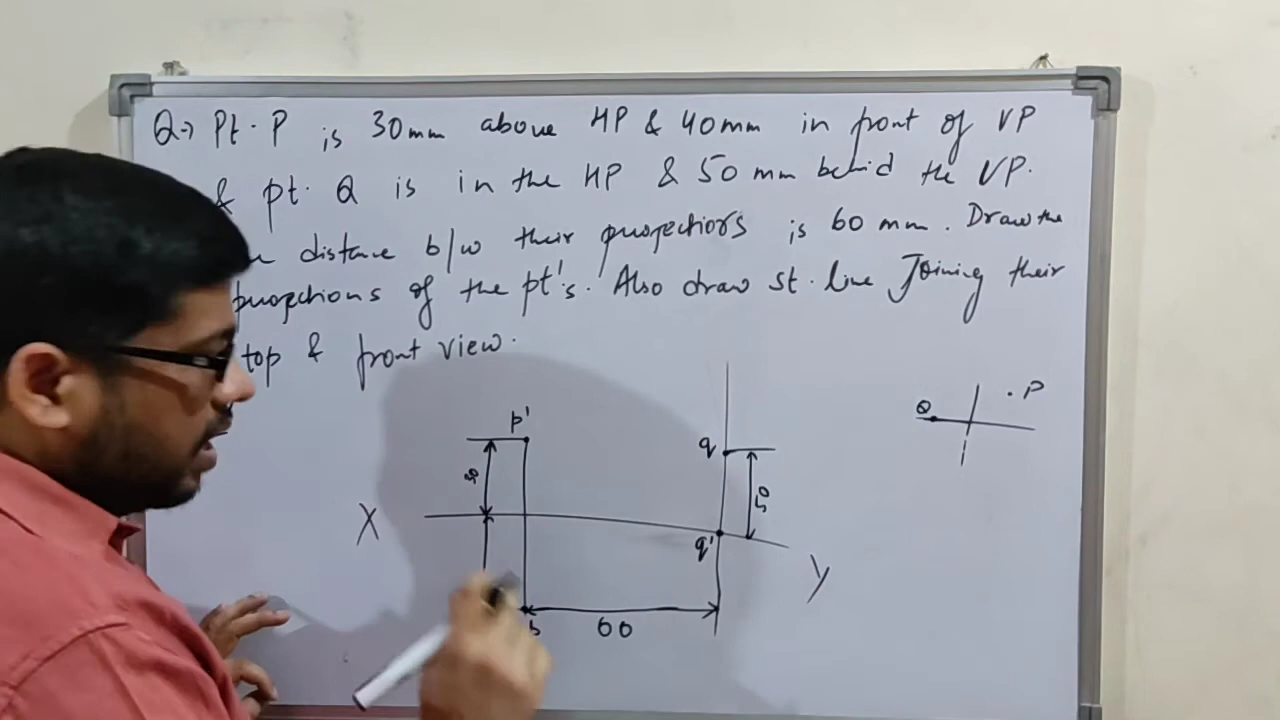 Q→ Pt. P is 30mm above HP & 40mm in front of VP
& pt. Q is in the HP & 50 mm behind the VP.
distance b/w their projectiors is 60 mm. Draw the
projections of the pt's. Also draw st. line Joining their
top & front view.
p'
Q
P
q
30
50
X
q'
Y
60